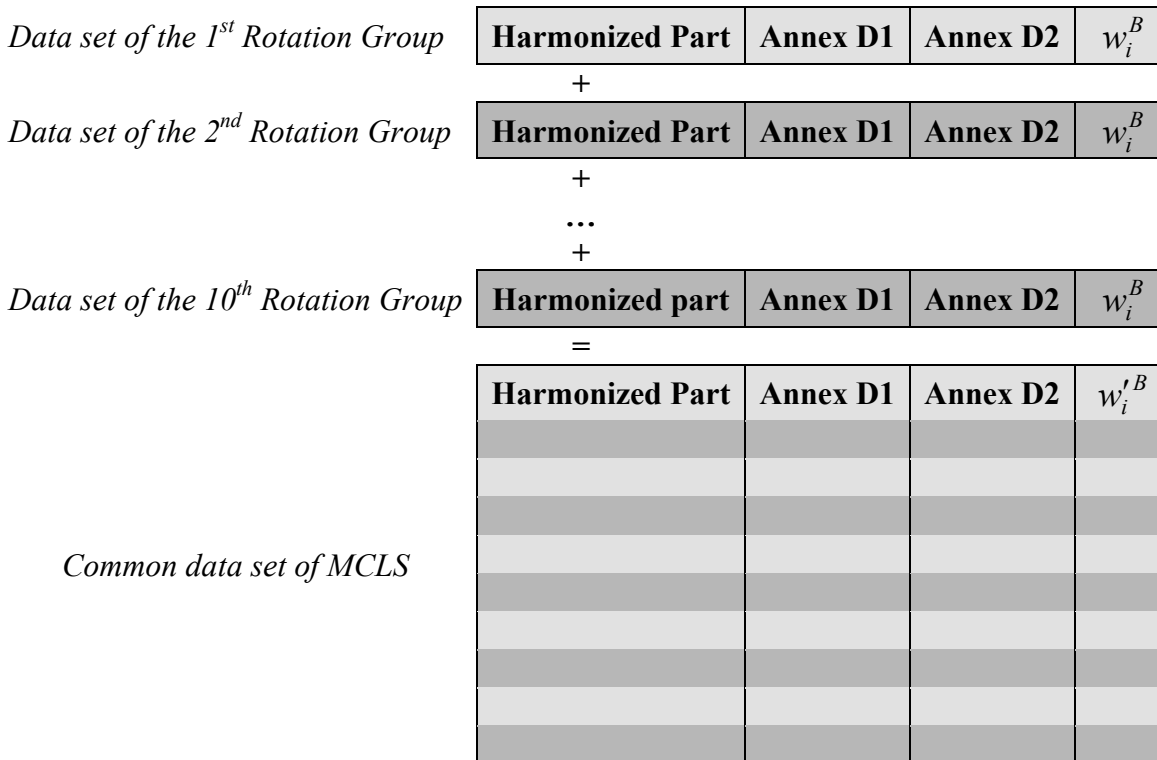 Data set of the 1st Rotation Group Harmonized Part Annex D1 Annex D2 w_i^B
+
Data set of the 2nd Rotation Group Harmonized Part Annex D1 Annex D2 w_i^B
+
...
+
Data set of the 10th Rotation Group Harmonized part Annex D1 Annex D2 w_i^B
=
Harmonized Part Annex D1 Annex D2 w'_i^B
Common data set of MCLS